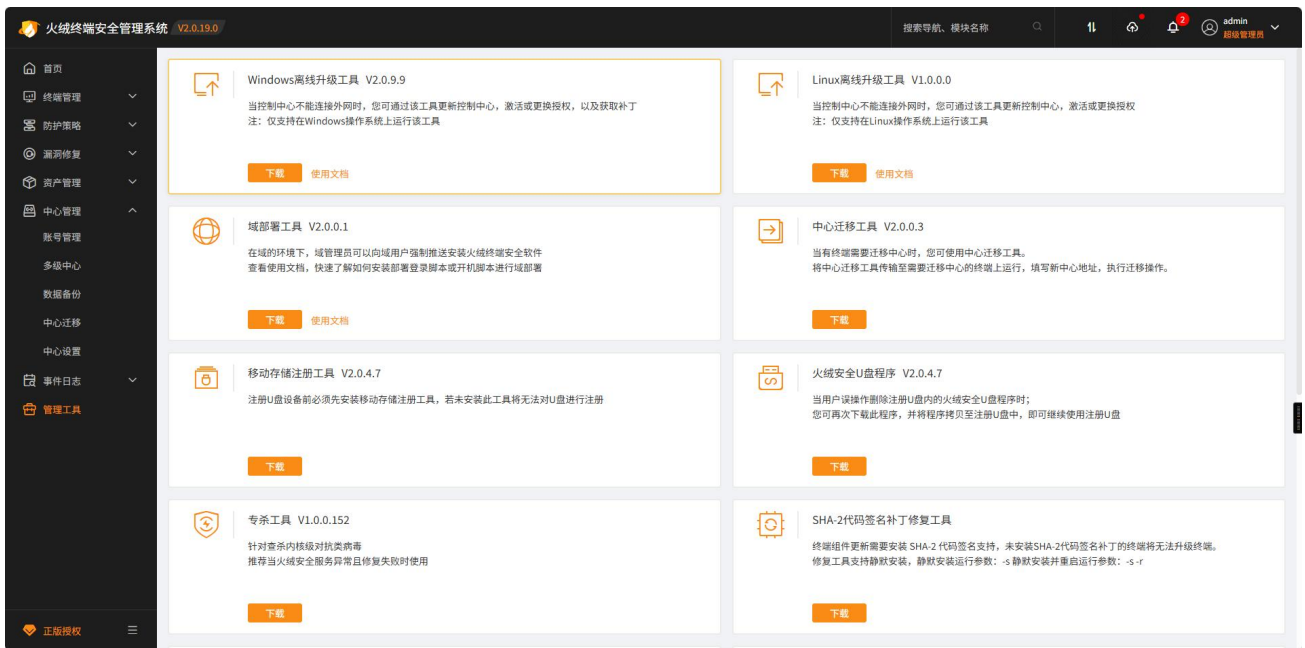 火绒终端安全管理系统 V2.0.19.0
搜索导航、模块名称
2
admin
超级管理员
首页
终端管理
防护策略
漏洞修复
资产管理
中心管理
账号管理
多级中心
数据备份
中心迁移
中心设置
事件日志
管理工具
正版授权
Windows离线升级工具 V2.0.9.9
当控制中心不能连接外网时，您可通过该工具更新控制中心，激活或更换授权，以及获取补丁
注：仅支持在Windows操作系统上运行该工具
下载 使用文档
Linux离线升级工具 V1.0.0.0
当控制中心不能连接外网时，您可通过该工具更新控制中心，激活或更换授权
注：仅支持在Linux操作系统上运行该工具
下载 使用文档
域部署工具 V2.0.0.1
在域的环境下，域管理员可以向域用户强制推送安装火绒终端安全软件
查看使用文档，快速了解如何安装部署登录脚本或开机脚本进行域部署
下载 使用文档
中心迁移工具 V2.0.0.3
当有终端需要迁移中心时，您可使用中心迁移工具。
将中心迁移工具传输至需要迁移中心的终端上运行，填写新中心地址，执行迁移操作。
下载
移动存储注册工具 V2.0.4.7
注册U盘设备前必须先安装移动存储注册工具，若未安装此工具将无法对U盘进行注册
下载
火绒安全U盘程序 V2.0.4.7
当用户误操作删除注册U盘内的火绒安全U盘程序时；
您可再次下载此程序，并将程序拷贝至注册U盘中，即可继续使用注册U盘
下载
专杀工具 V1.0.0.152
针对查杀内核级对抗类病毒
推荐当火绒安全服务异常且修复失败时使用
下载
SHA-2代码签名补丁修复工具
终端组件更新需要安装 SHA-2 代码签名支持，未安装SHA-2代码签名补丁的终端将无法升级终端。
修复工具支持静默安装，静默安装运行参数：-s 静默安装并重启运行参数：-s -r
下载